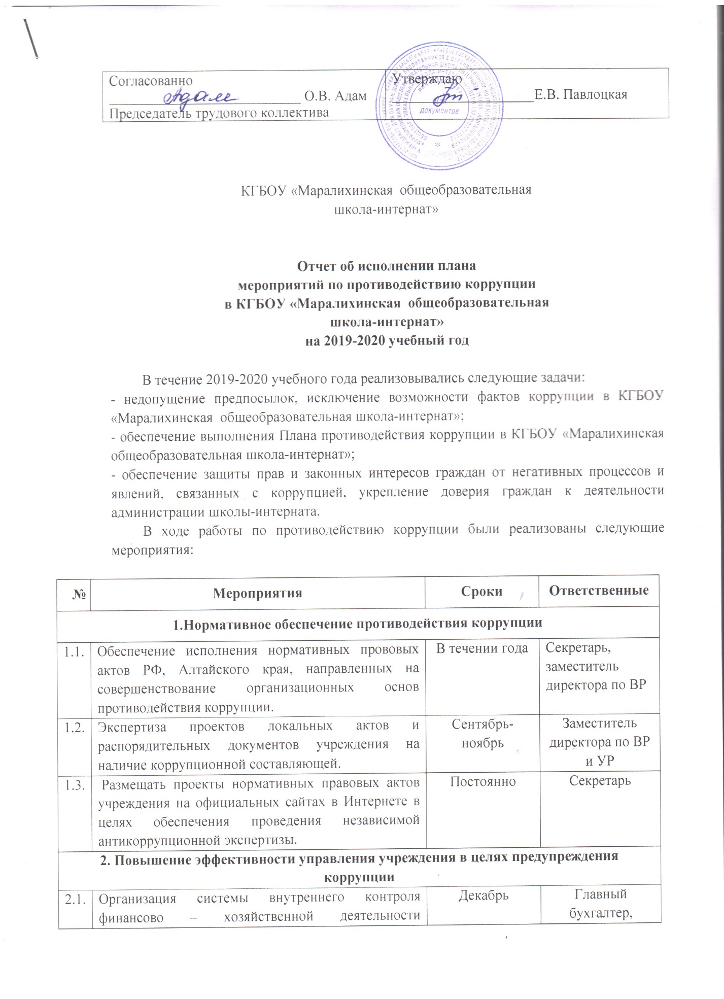 Согласованно
Адам О.В. Адам
Председатель трудового коллектива
Утверждаю
Е.В. Павлоцкая
документов
КГБОУ «Маралихинская общеобразовательная
школа-интернат»
Отчет об исполнении плана
мероприятий по противодействию коррупции
в КГБОУ «Маралихинская общеобразовательная
школа-интернат»
на 2019-2020 учебный год
В течение 2019-2020 учебного года реализовывались следующие задачи:
- недопущение предпосылок, исключение возможности фактов коррупции в КГБОУ
«Маралихинская общеобразовательная школа-интернат»;
- обеспечение выполнения Плана противодействия коррупции в КГБОУ «Маралихинская
общеобразовательная школа-интернат»;
- обеспечение защиты прав и законных интересов граждан от негативных процессов и
явлений, связанных с коррупцией, укрепление доверия граждан к деятельности
администрации школы-интерната.
В ходе работы по противодействию коррупции были реализованы следующие
мероприятия:
№ Мероприятия Сроки Ответственные
1.Нормативное обеспечение противодействия коррупции
1.1. Обеспечение исполнения нормативных прововых В течении года Секретарь,
актов РФ, Алтайского края, направленных на заместитель
совершенствование организационных основ директора по ВР
противодействия коррупции.
1.2. Экспертиза проектов локальных актов и Сентябрь- Заместитель
распорядительных документов учреждения на ноябрь директора по ВР
наличие коррупционной составляющей. и УР
1.3. Размещать проекты нормативных правовых актов Постоянно Секретарь
учреждения на официальных сайтах в Интернете в
целях обеспечения проведения независимой
антикоррупционной экспертизы.
2. Повышение эффективности управления учреждения в целях предупреждения
коррупции
2.1. Организация системы внутреннего контроля Декабрь Главный
финансово – хозяйственной деятельности бухгалтер,